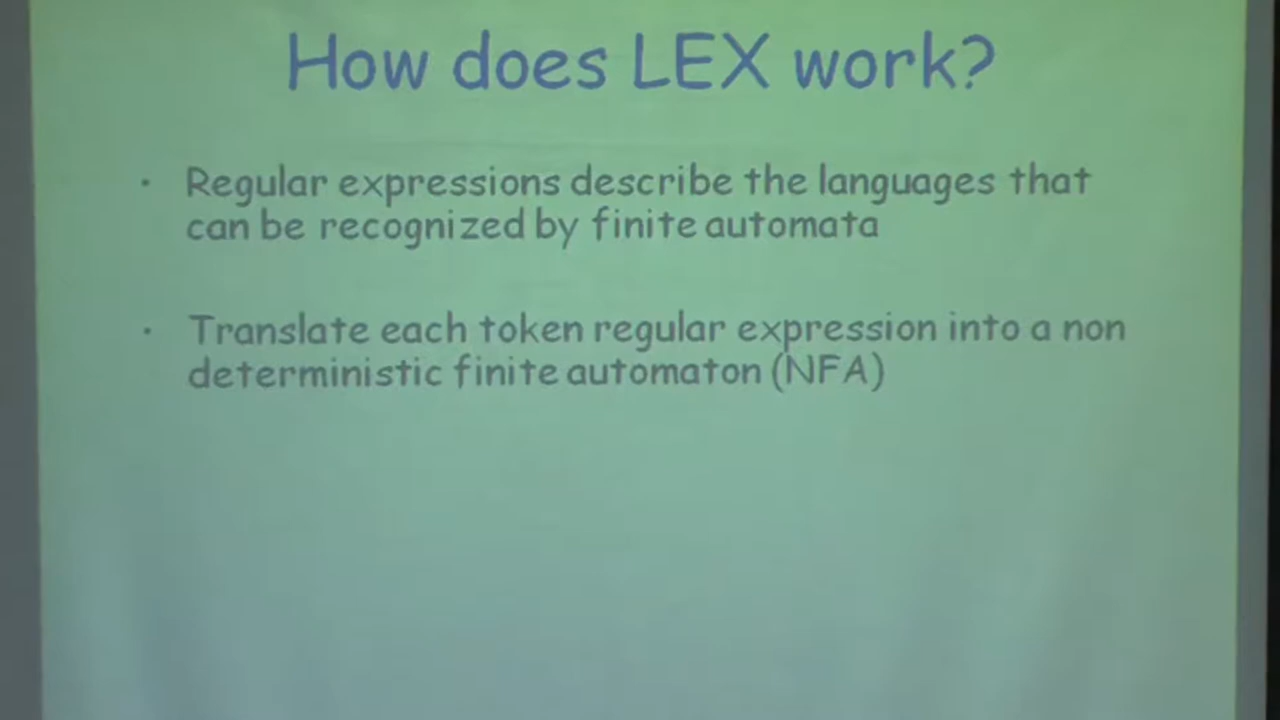 How does LEX work?
• Regular expressions describe the languages that
can be recognized by finite automata
• Translate each token regular expression into a non
deterministic finite automaton (NFA)